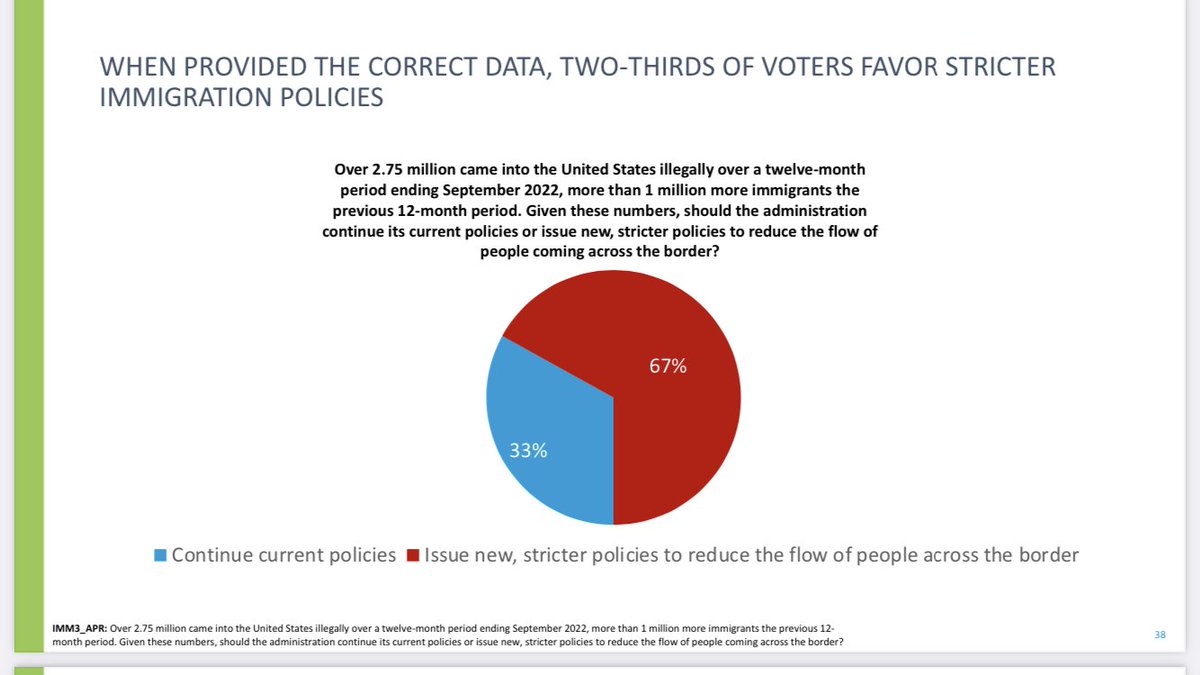 WHEN PROVIDED THE CORRECT DATA, TWO-THIRDS OF VOTERS FAVOR STRICTER
IMMIGRATION POLICIES
Over 2.75 million came into the United States illegally over a twelve-month
period ending September 2022, more than 1 million more immigrants the
previous 12-month period. Given these numbers, should the administration
continue its current policies or issue new, stricter policies to reduce the flow of
people coming across the border?
67%
33%
Continue current policies Issue new, stricter policies to reduce the flow of people across the border
IMM3_APR: Over 2.75 million came into the United States illegally over a twelve-month period ending September 2022, more than 1 million more immigrants the previous 12-
month period. Given these numbers, should the administration continue its current policies or issue new, stricter policies to reduce the flow of people coming across the border?
38